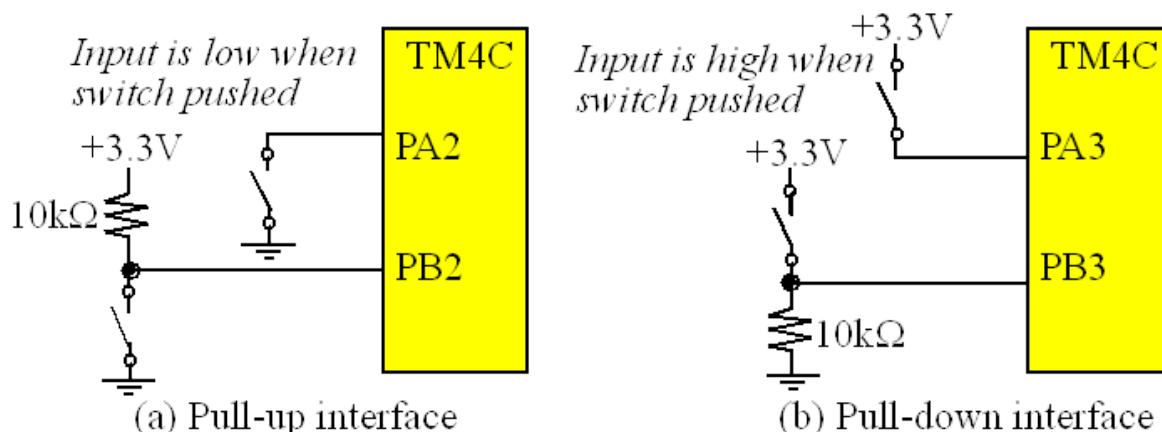 Input is low when
switch pushed
+3.3V
10kΩ
TM4C
PA2
PB2
(a) Pull-up interface
Input is high when
switch pushed
+3.3V
+3.3V
10kΩ
TM4C
PA3
PB3
(b) Pull-down interface